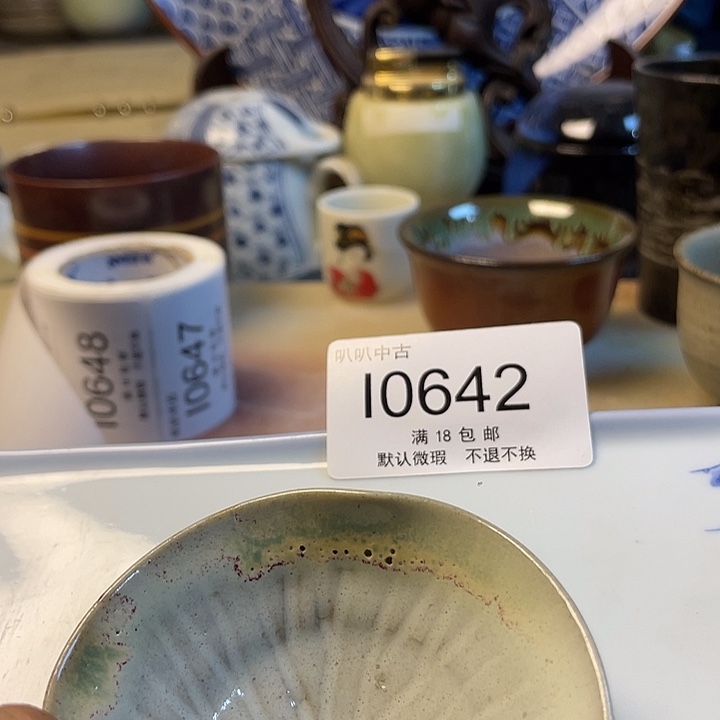 叭叭中古
I0642
满 18 包 邮
默认微瑕 不退不换
I0648
I0647